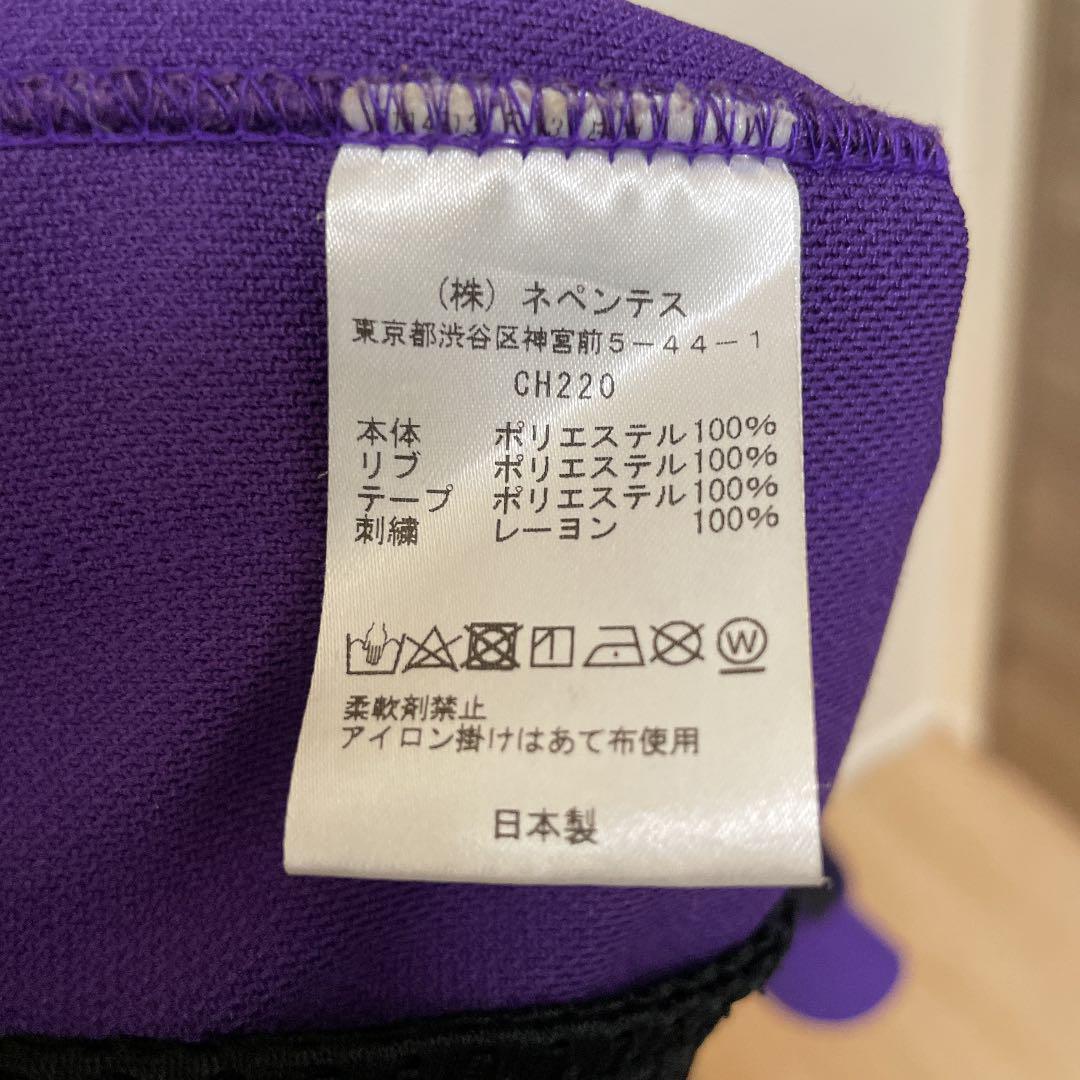 (株) ネペンテス
東京都渋谷区神宮前5-44-1
CH220
本体 ポリエステル100%
リブ ポリエステル100%
テープ ポリエステル100%
刺繍 レーヨン 100%
W
柔軟剤禁止
アイロン掛けはあて布使用
日本製